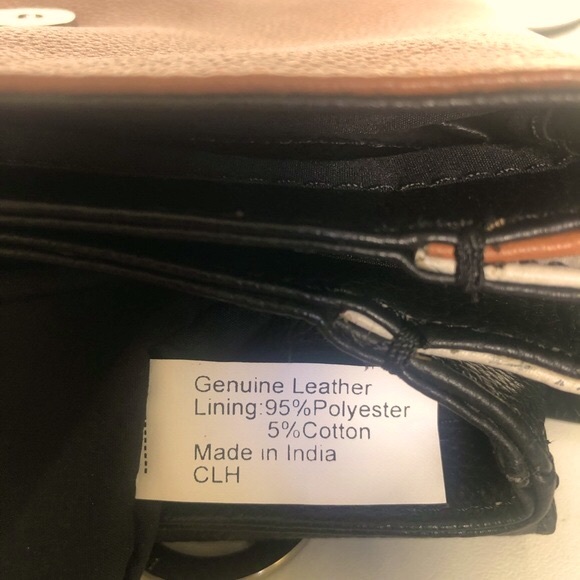 Genuine Leather
Lining:95%Polyester
5%Cotton
Made in India
CLH